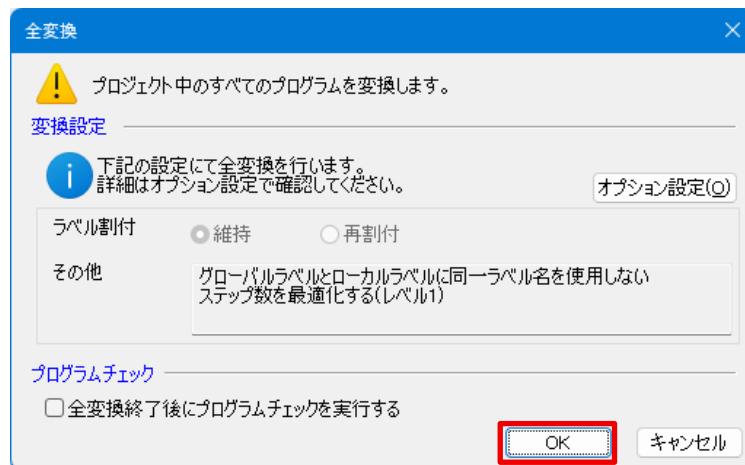 全変換
プロジェクト中のすべてのプログラムを変換します。
変換設定
下記の設定にて全変換を行います。
詳細はオプション設定で確認してください。
オプション設定(O)
ラベル割付
維持
再割付
その他
グローバルラベルとローカルラベルに同一ラベル名を使用しない
ステップ数を最適化する(レベル1)
プログラムチェック
全変換終了後にプログラムチェックを実行する
OK
キャンセル